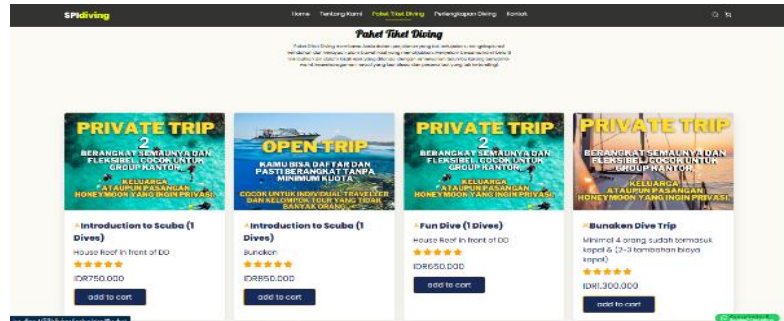 SPIdiving
Home Tentang Kami Paket Tiket Diving Perlengkapan Diving Kontak
Paket Tiket Diving
PRIVATE TRIP
2
BERANGKAT SEMAUNYA DAN
FLEKSIBEL, COCOK UNTUK
GROUP KANTOR,
KELUARGA,
ATAUPUN PASANGAN
HONEYMOON YANG INGIN PRIVASI.
Introduction to Scuba (1
Dives)
House Reef in front of DD
IDR750.000
add to cart
OPEN TRIP
KAMU BISA DAFTAR DAN
PASTI BERANGKAT TANPA
MINIMUM KUOTA.
COCOK UNTUK INDIVIDUAL TRAVELLER
DAN KELOMPOK TOUR YANG TIDAK
BANYAK ORANG
Introduction to Scuba (1
Dives)
Bunaken
IDR850.000
add to cart
PRIVATE TRIP
2
BERANGKAT SEMAUNYA DAN
FLEKSIBEL, COCOK UNTUK
GROUP KANTOR,
KELUARGA,
ATAUPUN PASANGAN
HONEYMOON YANG INGIN PRIVASI.
Fun Dive (1 Dives)
House Reef in front of DD
IDR650.000
add to cart
PRIVATE TRIP
BERANGKAT SEMAUNYA DAN
FLEKSIBEL, COCOK UNTUK
GROUP KANTOR,
KELUARGA,
ATAUPUN PASANGAN
HONEYMOON YANG INGIN PRIVASI.
Bunaken Dive Trip
Minimal 4 orang sudah termasuk
kapal & (2-3 tambahan biaya
kapal)
IDR1.300.000
add to cart